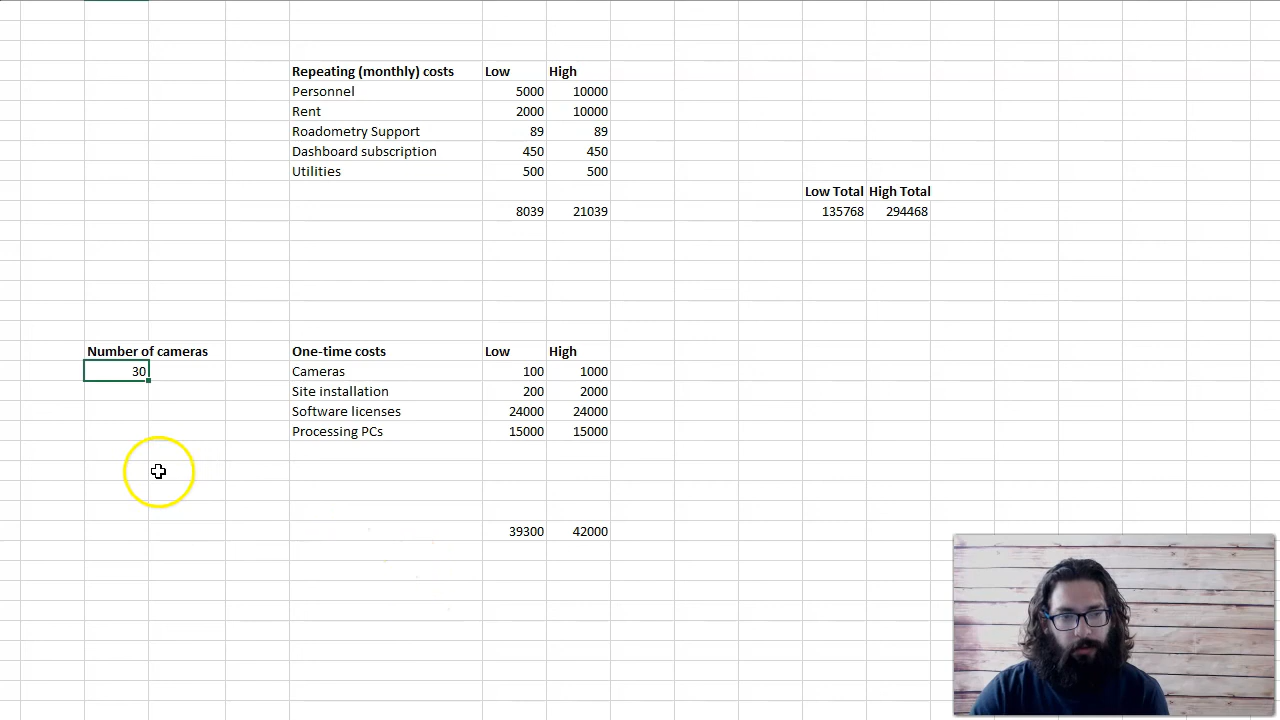 Repeating (monthly) costs Low High
Personnel 5000 10000
Rent 2000 10000
Roadometry Support 89 89
Dashboard subscription 450 450
Utilities 500 500
Low Total High Total
8039 21039 135768 294468
Number of cameras One-time costs Low High
30 Cameras 100 1000
Site installation 200 2000
Software licenses 24000 24000
Processing PCs 15000 15000
39300 42000